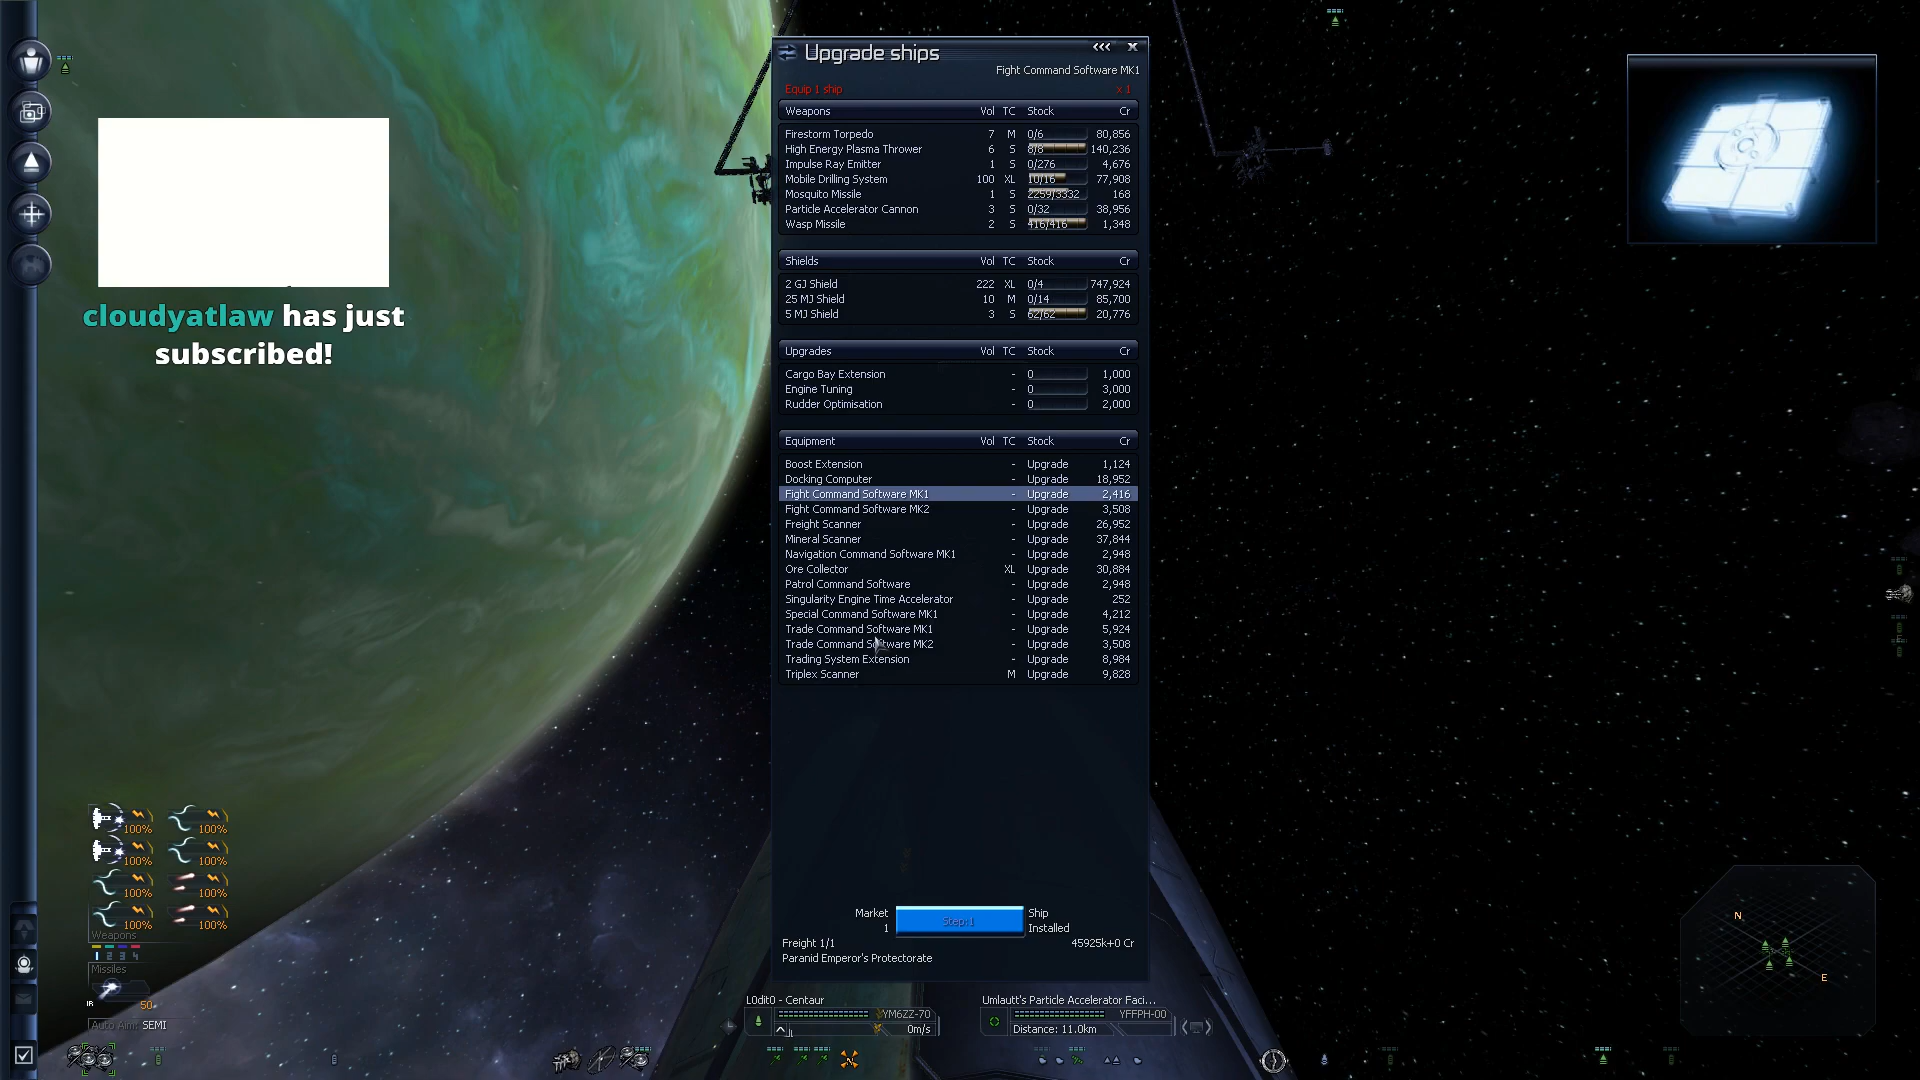 Upgrade ships
Fight Command Software MK1
Equip 1 ship x 1
Weapons Vol TC Stock Cr
Firestorm Torpedo 7 M 0/6 80,856
High Energy Plasma Thrower 6 S 8/8 140,236
Impulse Ray Emitter 1 S 0/276 4,676
Mobile Drilling System 100 XL 10/16 77,908
Mosquito Missile 1 S 2259/3332 168
Particle Accelerator Cannon 3 S 0/32 38,956
Wasp Missile 2 S 416/416 1,348
Shields Vol TC Stock Cr
2 GJ Shield 222 XL 0/4 747,924
25 MJ Shield 10 M 0/14 85,700
5 MJ Shield 3 S 62/62 20,776
Upgrades Vol TC Stock Cr
Cargo Bay Extension - 0 1,000
Engine Tuning - 0 3,000
Rudder Optimisation - 0 2,000
Equipment Vol TC Stock Cr
Boost Extension - Upgrade 1,124
Docking Computer - Upgrade 18,952
Fight Command Software MK1 - Upgrade 2,416
Fight Command Software MK2 - Upgrade 3,508
Freight Scanner - Upgrade 26,952
Mineral Scanner - Upgrade 37,844
Navigation Command Software MK1 - Upgrade 2,948
Ore Collector XL Upgrade 30,884
Patrol Command Software - Upgrade 2,948
Singularity Engine Time Accelerator - Upgrade 252
Special Command Software MK1 - Upgrade 4,212
Trade Command Software MK1 - Upgrade 5,924
Trade Command Software MK2 - Upgrade 3,508
Trading System Extension - Upgrade 8,984
Triplex Scanner M Upgrade 9,828
Market Ship
1 Step:1 Installed
Freight 1/1 45925k+0 Cr
Paranid Emperor's Protectorate
cloudyatlaw has just
subscribed!
100% 100%
100% 100%
100% 100%
100% 100%
Weapons
1 2 3 4
Missiles
IR 50
Auto Aim: SEMI
L0dit0 - Centaur
YM6ZZ-70
0m/s
Umlautt's Particle Accelerator Faci...
YFFPH-00
Distance: 11.0km
N
E